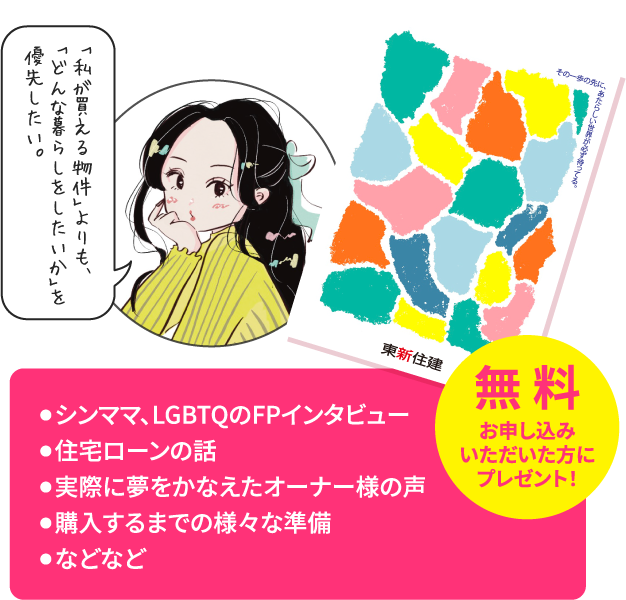 「私が買える物件」よりも、
「どんな暮らしをしたいか」を
優先したい。
その一歩の先に、
あたらしい世界が必ず待ってる。
東新住建
無料
お申し込み
いただいた方に
プレゼント!
●シンママ、LGBTQのFPインタビュー
●住宅ローンの話
●実際に夢をかなえたオーナー様の声
●購入するまでの様々な準備
●などなど